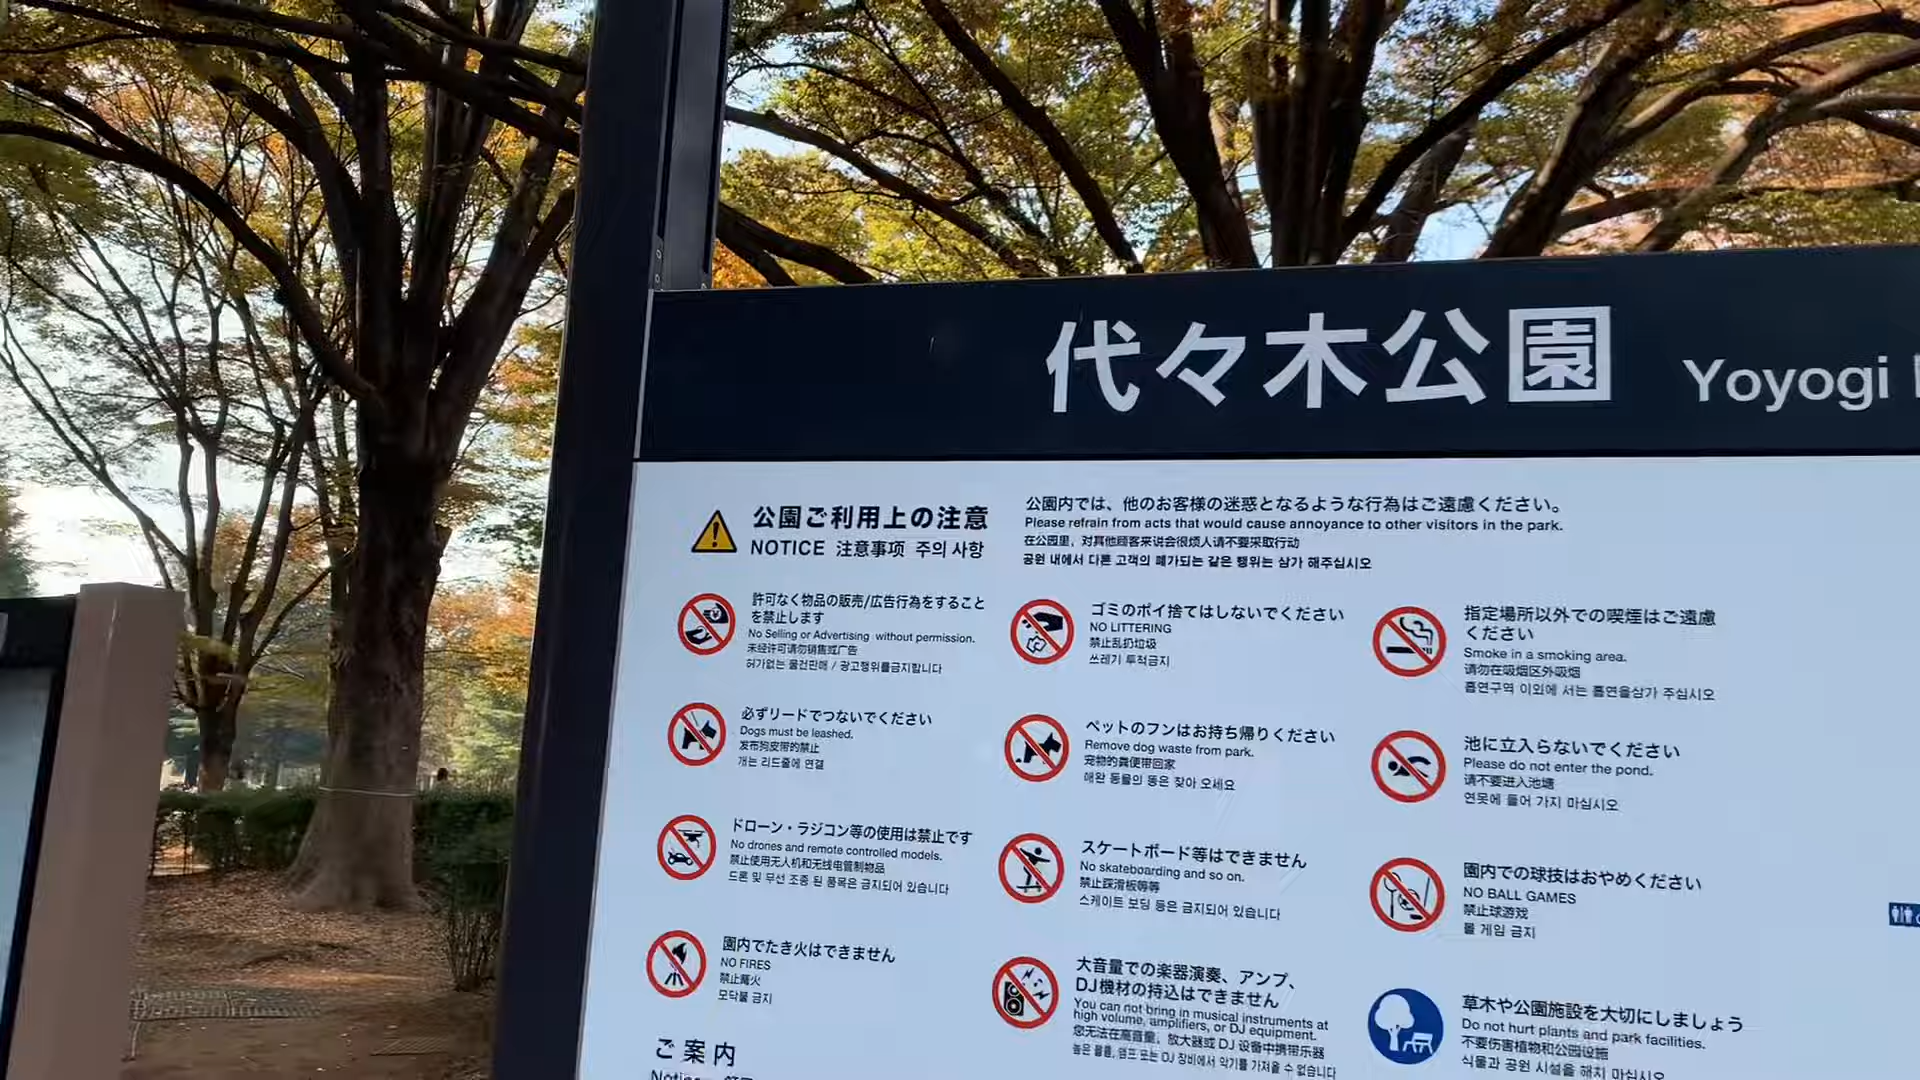 代々木公園 Yoyogi
公園ご利用上の注意
NOTICE 注意事项 주의 사항
公園内では、他のお客様の迷惑となるような行為はご遠慮ください。
Please refrain from acts that would cause annoyance to other visitors in the park.
在公园里，对其他顾客来说会很烦人请不要采取行动
공원 내에서 다른 고객의 폐가되는 같은 행위는 삼가 해주십시오
許可なく物品の販売/広告行為をすること
を禁止します
No Selling or Advertising without permission.
未经许可请勿销售或广告
허가없는 물건판매 / 광고행위를금지합니다
ゴミのポイ捨てはしないでください
NO LITTERING
禁止乱扔垃圾
쓰레기 투척금지
指定場所以外での喫煙はご遠慮
ください
Smoke in a smoking area.
请勿在吸烟区外吸烟
흡연구역 이외에 서는 흡연을삼가 주십시오
必ずリードでつないでください
Dogs must be leashed.
发布狗皮带的禁止
개는 리드줄에 연결
ペットのフンはお持ち帰りください
Remove dog waste from park.
宠物的粪便带回家
애완 동물의 똥은 찾아 오세요
池に立入らないでください
Please do not enter the pond.
请不要进入池塘
연못에 들어 가지 마십시오
ドローン・ラジコン等の使用は禁止です
No drones and remote controlled models.
禁止使用无人机和无线电管制物品
드론 및 무선 조종 된 품목은 금지되어 있습니다
スケートボード等はできません
No skateboarding and so on.
禁止踩滑板等等
스케이트 보딩 등은 금지되어 있습니다
園内での球技はおやめください
NO BALL GAMES
禁止球游戏
볼 게임 금지
園内でたき火はできません
NO FIRES
禁止篝火
모닥불 금지
大音量での楽器演奏、アンプ、
DJ機材の持込はできません
You can not bring in musical instruments at
high volume, amplifiers, or DJ equipment.
您无法在高音量，放大器或 DJ 设备中携带乐器
높은 볼륨, 앰프 또는 DJ 장비에서 악기를 가져올 수 없습니다
草木や公園施設を大切にしましょう
Do not hurt plants and park facilities.
不要伤害植物和公园设施
식물과 공원 시설을 해치 마십시오
ご案内